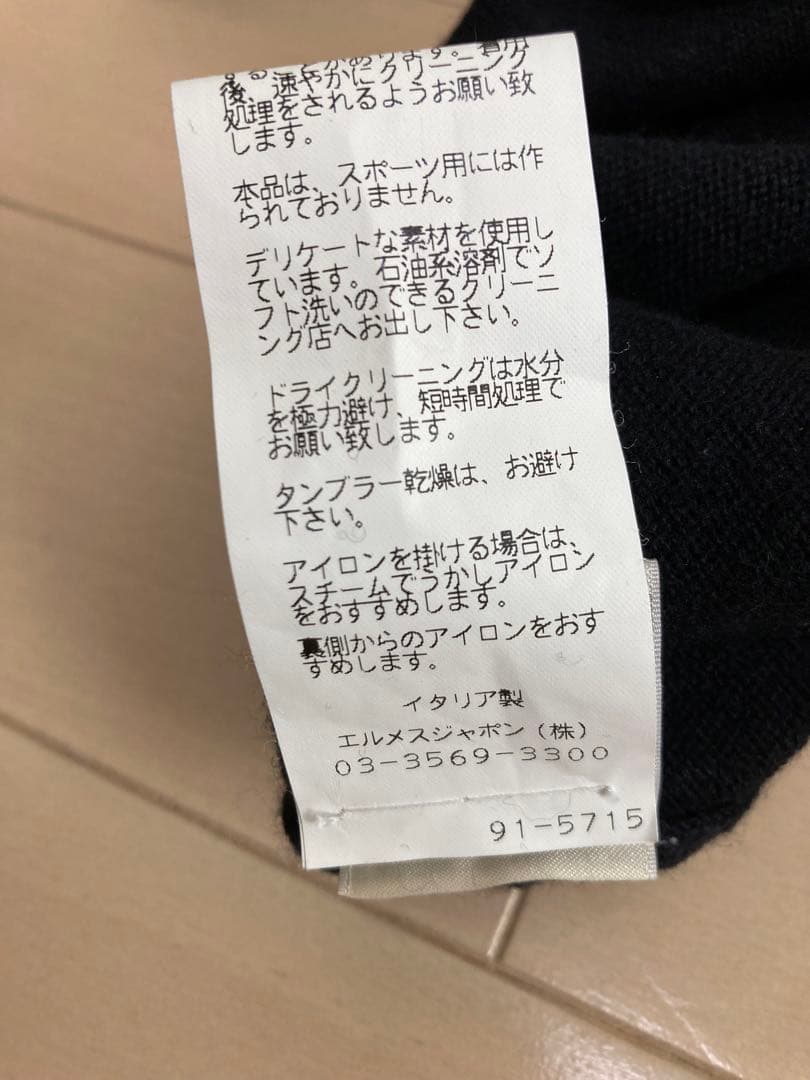 後、速やかにクリーニング
処理をされるようお願い致
します。
本品は、スポーツ用には作
られておりません。
デリケートな素材を使用し
ています。石油系溶剤でソ
フト洗いのできるクリーニ
ング店へお出し下さい。
ドライクリーニングは水分
を極力避け、短時間処理で
お願い致します。
タンブラー乾燥は、お避け
下さい。
アイロンを掛ける場合は、
スチームでうかしアイロン
をおすすめします。
裏側からのアイロンをおす
すめします。
イタリア製
エルメスジャポン（株）
03-3569-3300
91-5715